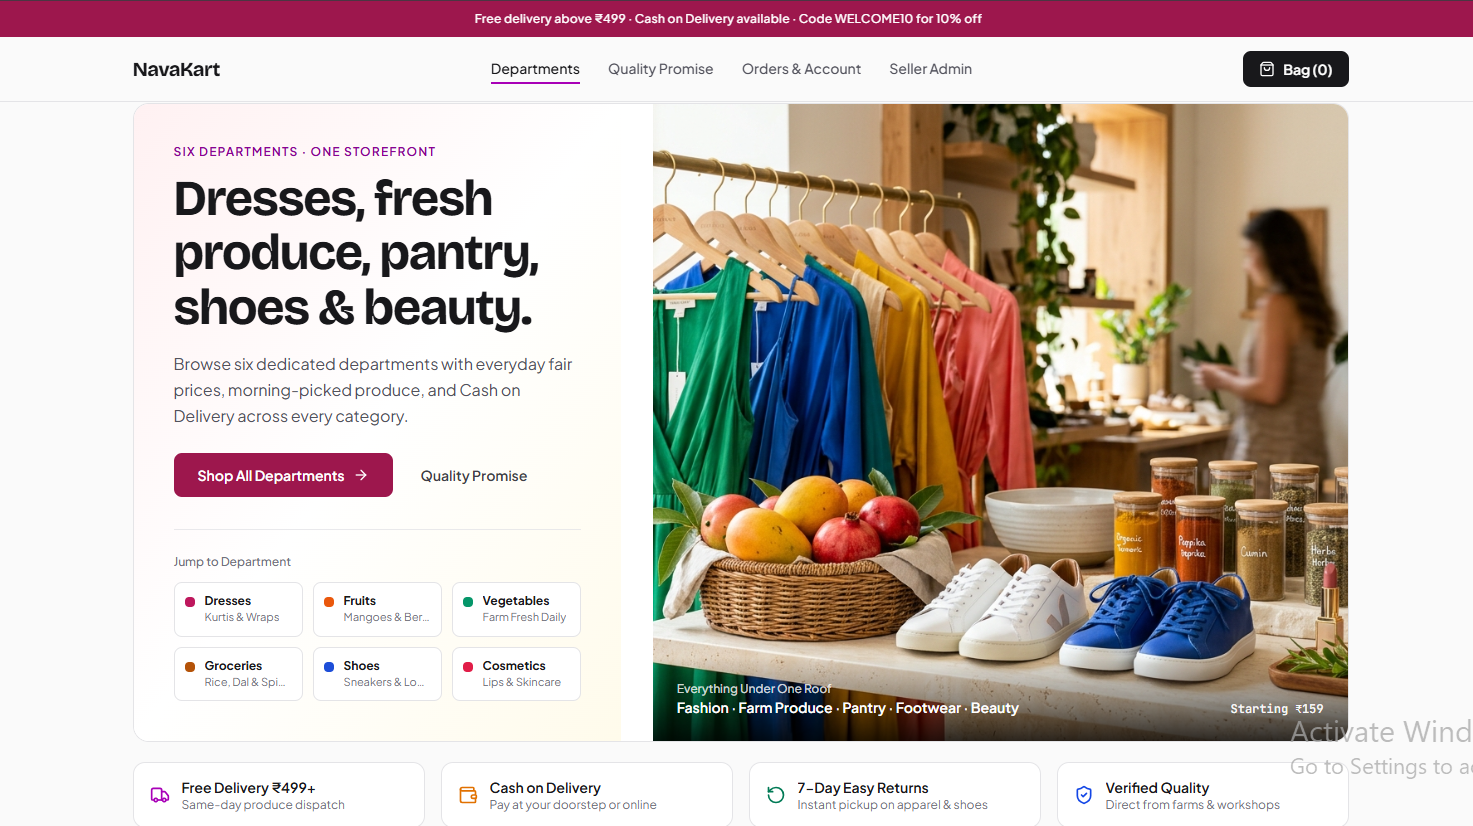 Free delivery above ₹499 · Cash on Delivery available · Code WELCOME10 for 10% off
NavaKart
Departments
Quality Promise
Orders & Account
Seller Admin
Bag (0)
SIX DEPARTMENTS · ONE STOREFRONT
Dresses, fresh
produce, pantry,
shoes & beauty.
Browse six dedicated departments with everyday fair
prices, morning-picked produce, and Cash on
Delivery across every category.
Shop All Departments →
Quality Promise
Jump to Department
Dresses
Kurtis & Wraps
Fruits
Mangoes & Ber...
Vegetables
Farm Fresh Daily
Groceries
Rice, Dal & Spi...
Shoes
Sneakers & Lo...
Cosmetics
Lips & Skincare
Organic
Turmeric
Cumin
Everything Under One Roof
Fashion · Farm Produce · Pantry · Footwear · Beauty
Starting ₹159
Free Delivery ₹499+
Same-day produce dispatch
Cash on Delivery
Pay at your doorstep or online
7-Day Easy Returns
Instant pickup on apparel & shoes
Verified Quality
Direct from farms & workshops
Activate Wind
Go to Settings to a